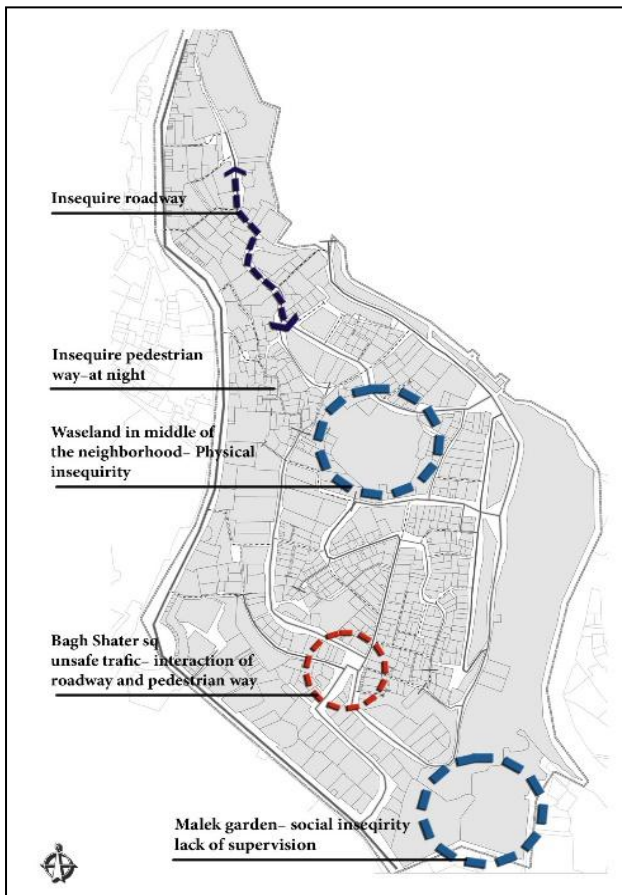 Insequire roadway
Insequire pedestrian
way-at night
Waseland in middle of
the neighborhood- Physical
insequirity
Bagh Shater sq
unsafe trafic- interaction of
roadway and pedestrian way
Malek garden- social inseqirity
lack of supervision